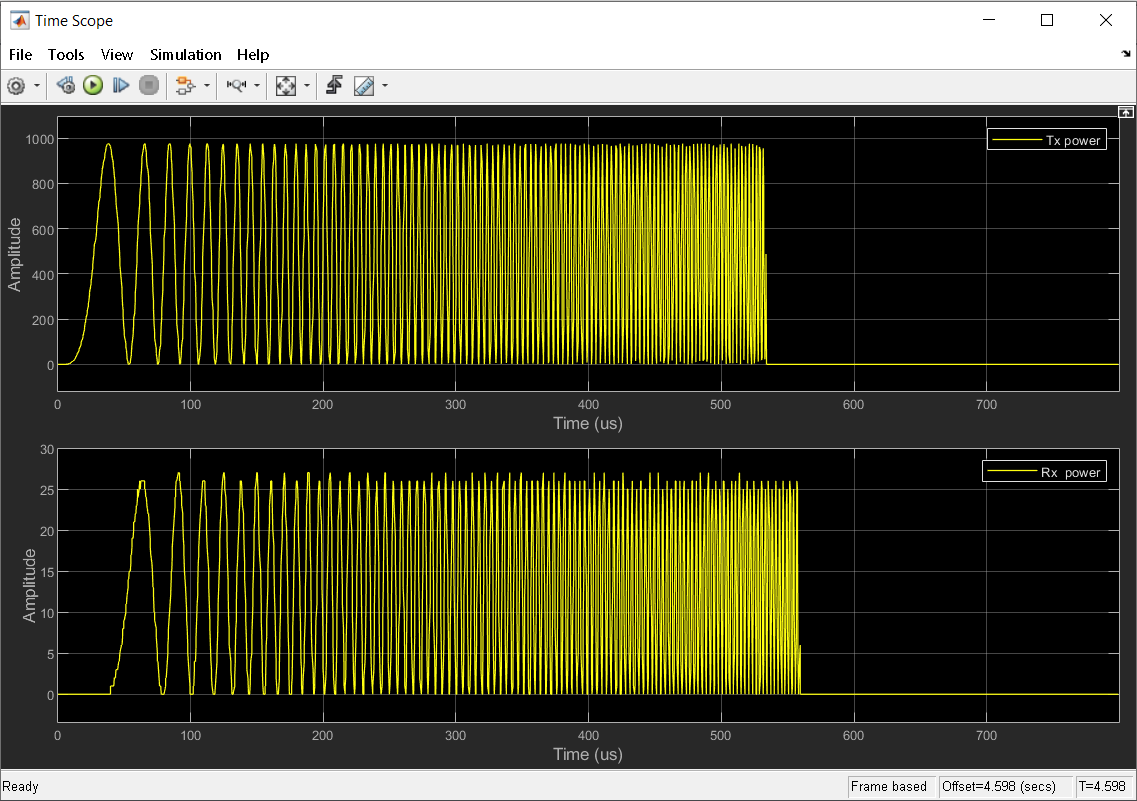 Time Scope
File Tools View Simulation Help
Tx power
1000
800
600
400
200
0
Amplitude
0 100 200 300 400 500 600 700
Time (us)
Rx power
30
25
20
15
10
5
0
Amplitude
0 100 200 300 400 500 600 700
Time (us)
Ready Frame based Offset=4.598 (secs) T=4.598